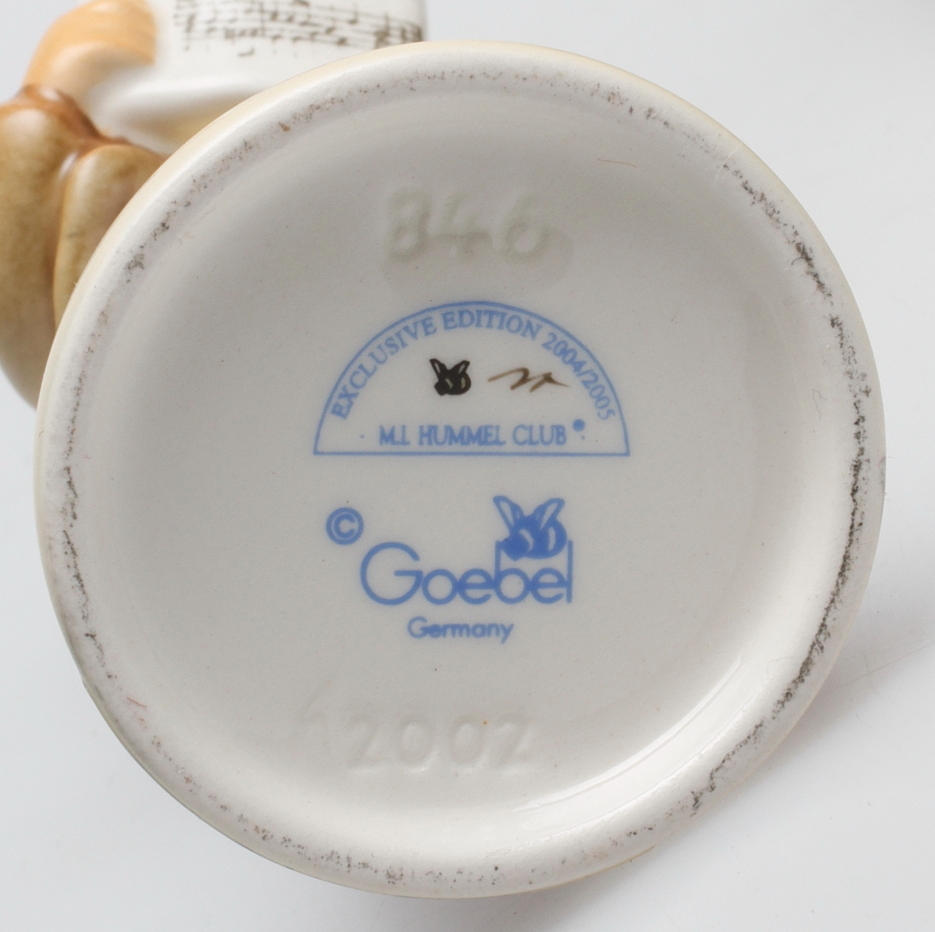 846
EXCLUSIVE EDITION 2004/2005
M.I. HUMMEL CLUB
©
Goebel
Germany
2002